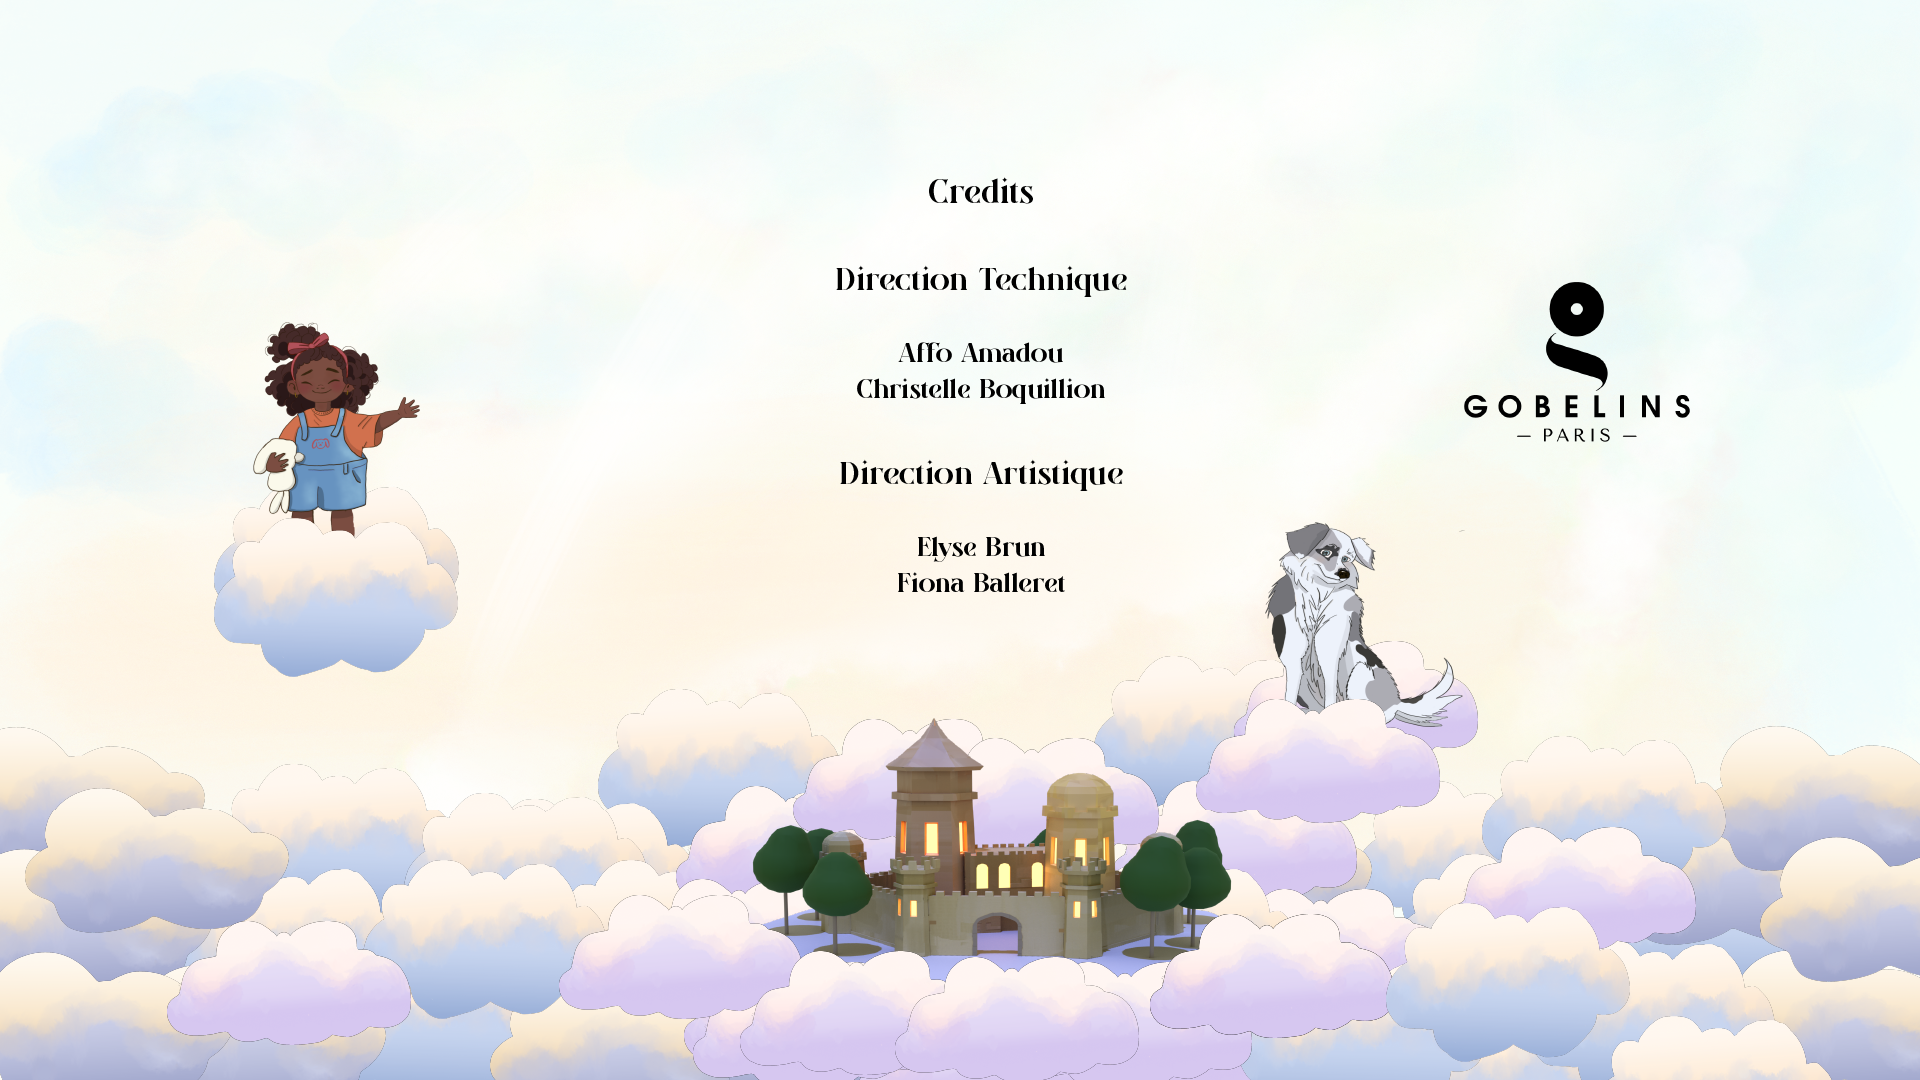 Credits
Direction Technique
Affo Amadou
Christelle Boquillion
Direction Artistique
Elyse Brun
Fiona Balleret
GOBELINS
— PARIS —